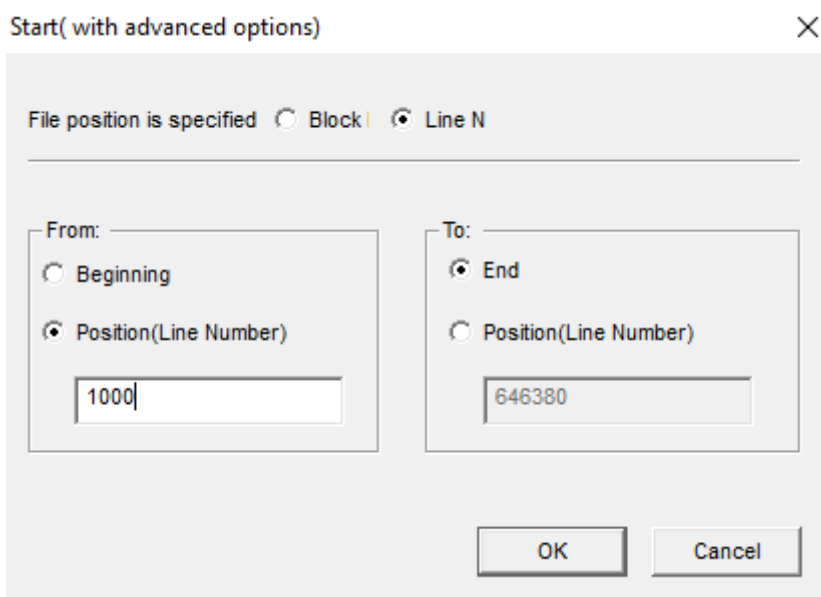 Start( with advanced options)
File position is specified Block Line N
From:
Beginning
Position(Line Number)
1000
To:
End
Position(Line Number)
646380
OK Cancel